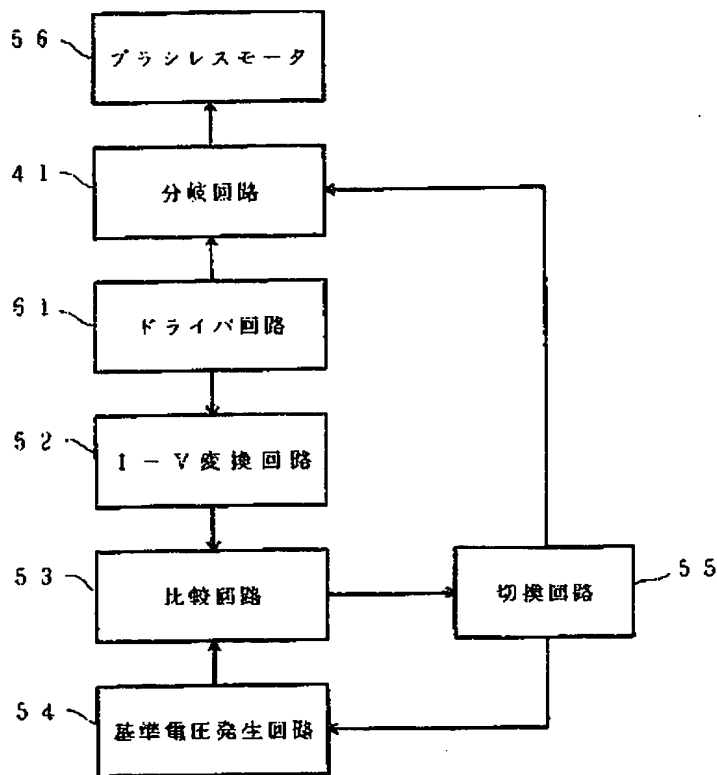 56
ブラシレスモータ
41
分岐回路
51
ドライバ回路
52
I-V変換回路
53
比較回路
切換回路
55
54
基準電圧発生回路